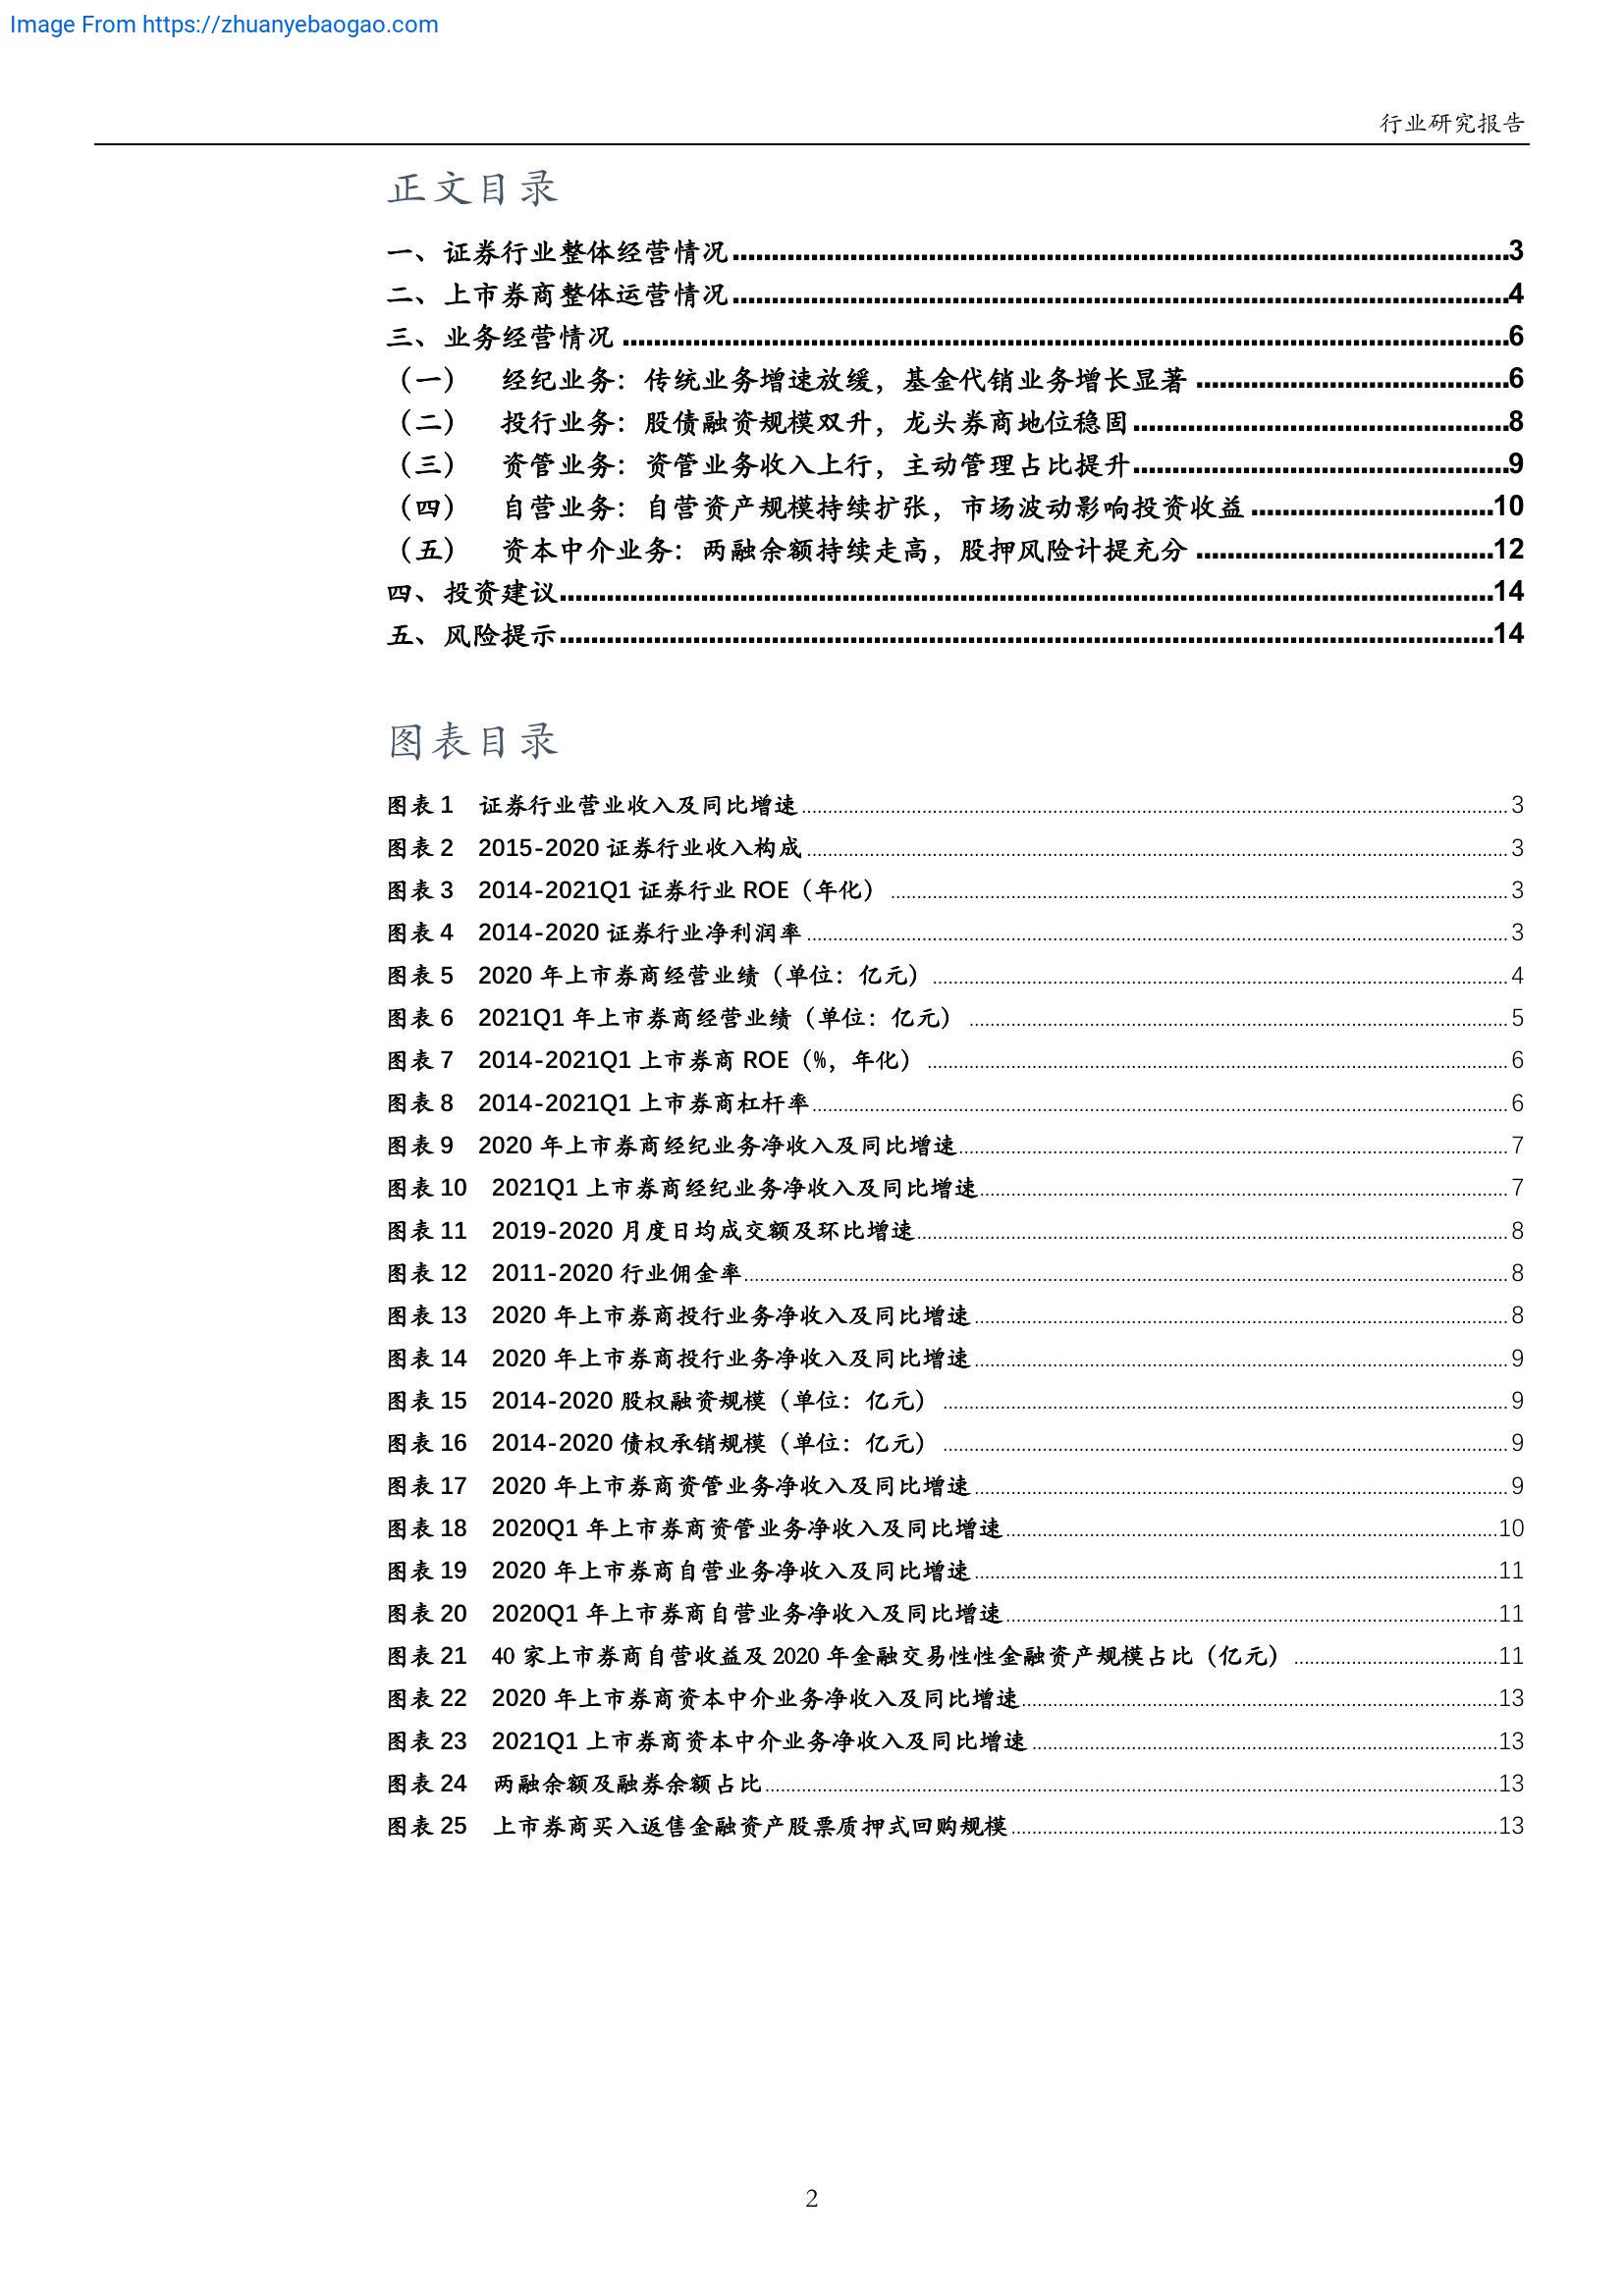 Image From https://zhuanyebaogao.com
行业研究报告
正文目录
一、证券行业整体经营情况........3
二、上市券商整体运营情况........4
三、业务经营情况........6
（一） 经纪业务：传统业务增速放缓，基金代销业务增长显著........6
（二） 投行业务：股债融资规模双升，龙头券商地位稳固........8
（三） 资管业务：资管业务收入上行，主动管理占比提升........9
（四） 自营业务：自营资产规模持续扩张，市场波动影响投资收益........10
（五） 资本中介业务：两融余额持续走高，股押风险计提充分........12
四、投资建议........14
五、风险提示........14
图表目录
图表 1 证券行业营业收入及同比增速........3
图表 2 2015-2020 证券行业收入构成........3
图表 3 2014-2021Q1 证券行业 ROE（年化）........3
图表 4 2014-2020 证券行业净利润率........3
图表 5 2020 年上市券商经营业绩（单位：亿元）........4
图表 6 2021Q1 年上市券商经营业绩（单位：亿元）........5
图表 7 2014-2021Q1 上市券商 ROE（%，年化）........6
图表 8 2014-2021Q1 上市券商杠杆率........6
图表 9 2020 年上市券商经纪业务净收入及同比增速........7
图表 10 2021Q1 上市券商经纪业务净收入及同比增速........7
图表 11 2019-2020 月度日均成交额及环比增速........8
图表 12 2011-2020 行业佣金率........8
图表 13 2020 年上市券商投行业务净收入及同比增速........8
图表 14 2020 年上市券商投行业务净收入及同比增速........9
图表 15 2014-2020 股权融资规模（单位：亿元）........9
图表 16 2014-2020 债权承销规模（单位：亿元）........9
图表 17 2020 年上市券商资管业务净收入及同比增速........9
图表 18 2020Q1 年上市券商资管业务净收入及同比增速........10
图表 19 2020 年上市券商自营业务净收入及同比增速........11
图表 20 2020Q1 年上市券商自营业务净收入及同比增速........11
图表 21 40 家上市券商自营收益及 2020 年金融交易性性金融资产规模占比（亿元）........11
图表 22 2020 年上市券商资本中介业务净收入及同比增速........13
图表 23 2021Q1 上市券商资本中介业务净收入及同比增速........13
图表 24 两融余额及融券余额占比........13
图表 25 上市券商买入返售金融资产股票质押式回购规模........13
2